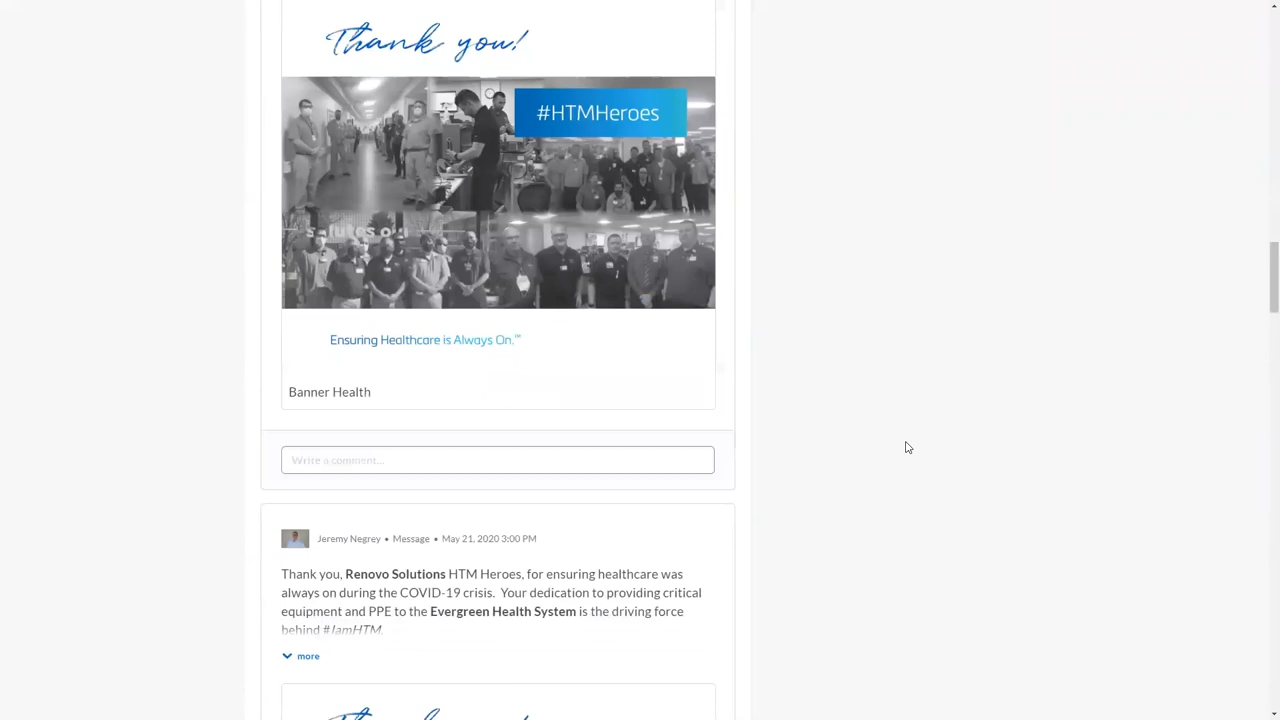 Thank you!
#HTMHeroes
Ensuring Healthcare is Always On.™
Banner Health
Write a comment...
Jeremy Negrey • Message • May 21, 2020 3:00 PM
Thank you, Renovo Solutions HTM Heroes, for ensuring healthcare was
always on during the COVID-19 crisis. Your dedication to providing critical
equipment and PPE to the Evergreen Health System is the driving force
behind #IamHTM.
more